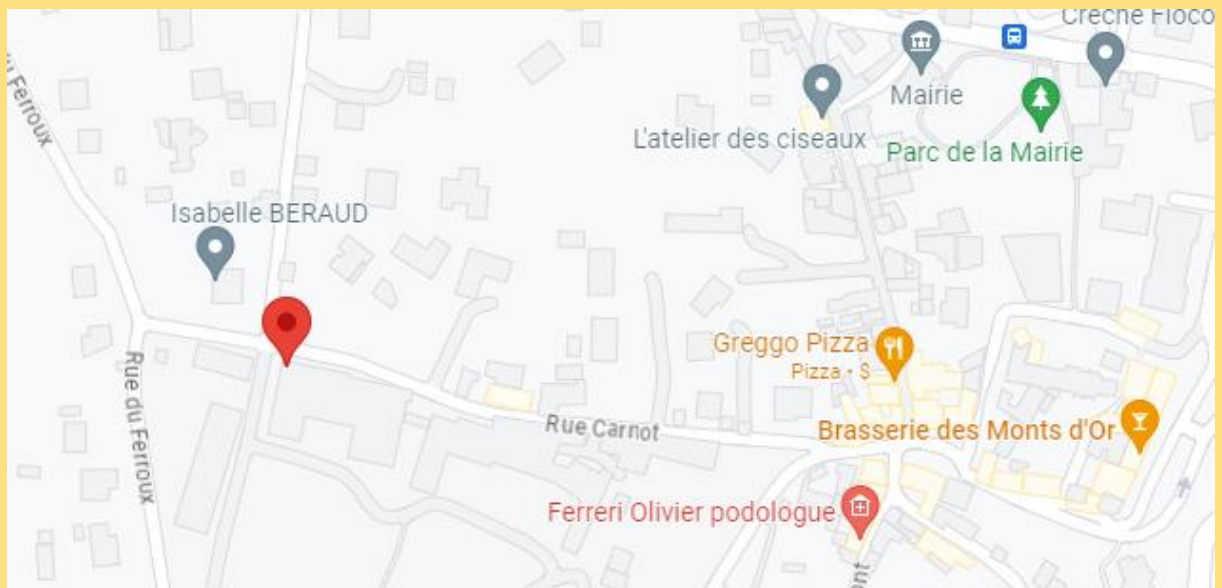 Crèche Floco
Mairie
L'atelier des ciseaux
Parc de la Mairie
du Ferroux
Isabelle BERAUD
Greggo Pizza
Pizza • $
Rue du Ferroux
Rue Carnot
Brasserie des Monts d'Or
Ferreri Olivier podologue
ont